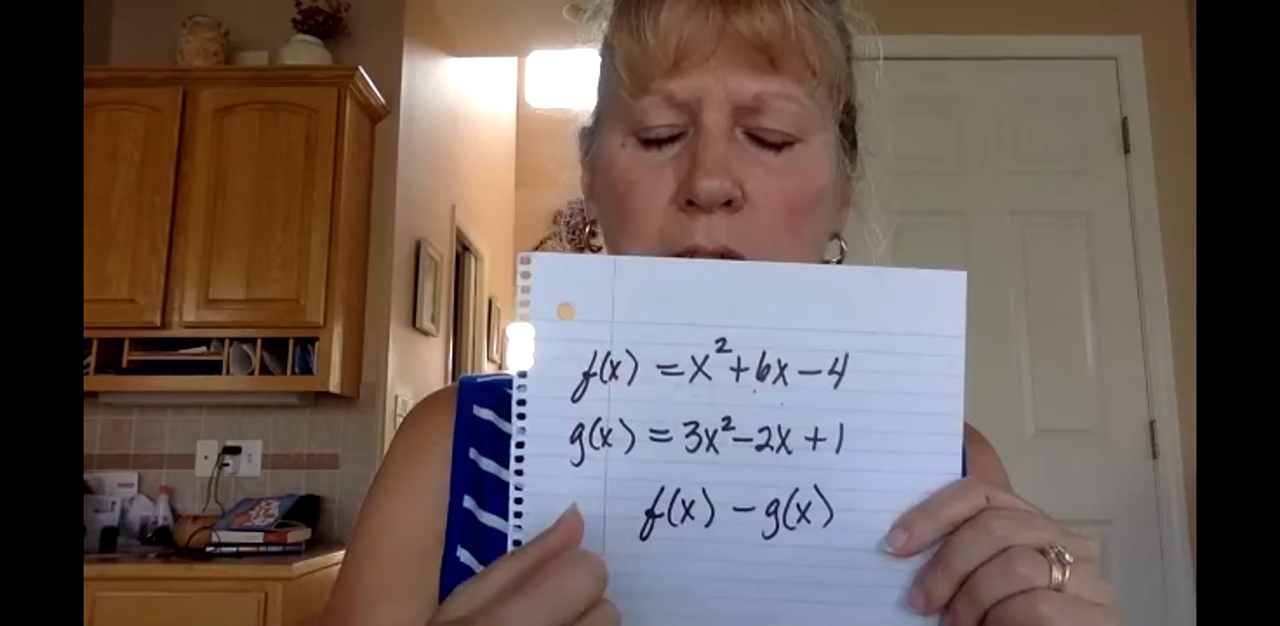 f(x) = x²+6x-4
g(x) = 3x²-2x+1
f(x) - g(x)